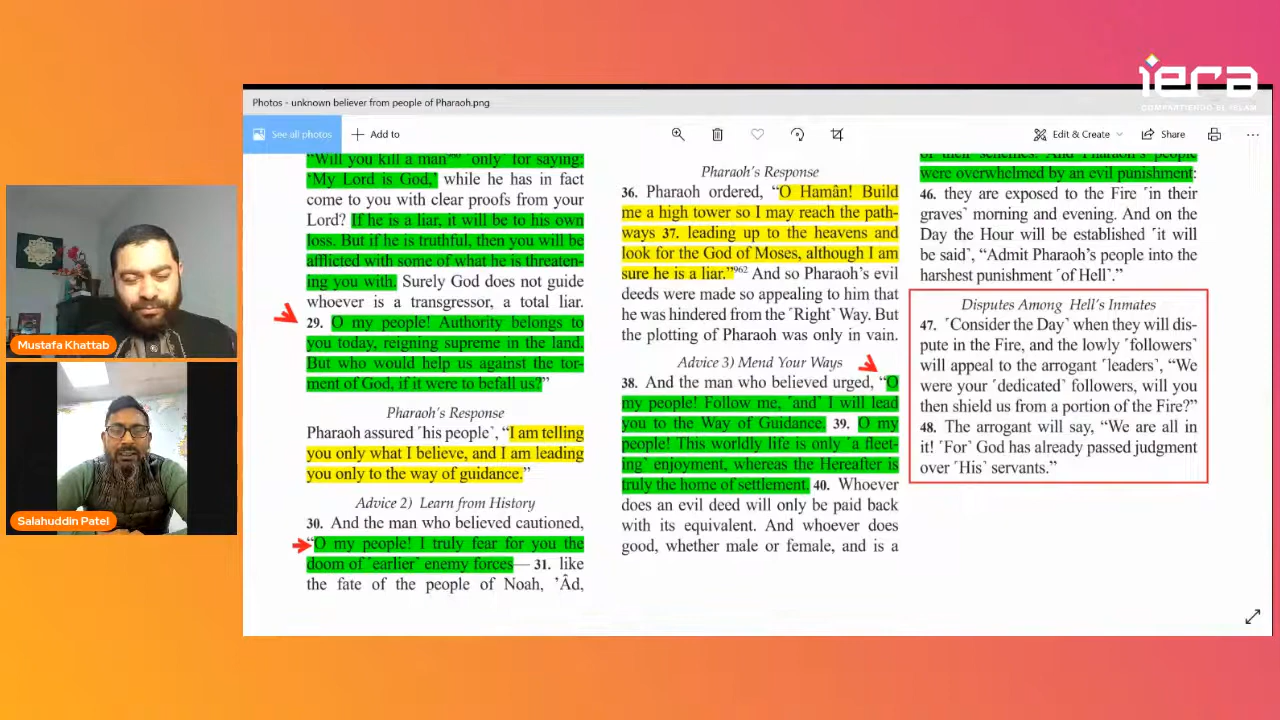 iera
COMPARTIENDO EL ISLAM
Photos - unknown believer from people of Pharaoh.png
See all photos
Add to
Edit & Create
Share
Mustafa Khattab
Salahuddin Patel
“Will you kill a man⁹⁶⁰ ˹only˺ for saying:
‘My Lord is God,’ while he has in fact
come to you with clear proofs from your
Lord? If he is a liar, it will be to his own
loss. But if he is truthful, then you will be
afflicted with some of what he is threaten-
ing you with. Surely God does not guide
whoever is a transgressor, a total liar.
29. O my people! Authority belongs to
you today, reigning supreme in the land.
But who would help us against the tor-
ment of God, if it were to befall us?”
Pharaoh's Response
Pharaoh assured ˹his people˺, “I am telling
you only what I believe, and I am leading
you only to the way of guidance.”
Advice 2) Learn from History
30. And the man who believed cautioned,
“O my people! I truly fear for you the
doom of ˹earlier˺ enemy forces— 31. like
the fate of the people of Noah, ’Âd,
Pharaoh's Response
36. Pharaoh ordered, “O Hamân! Build
me a high tower so I may reach the path-
ways 37. leading up to the heavens and
look for the God of Moses, although I am
sure he is a liar.”⁹⁶² And so Pharaoh’s evil
deeds were made so appealing to him that
he was hindered from the ˹Right˺ Way. But
the plotting of Pharaoh was only in vain.
Advice 3) Mend Your Ways
38. And the man who believed urged, “O
my people! Follow me, ˹and˺ I will lead
you to the Way of Guidance. 39. O my
people! This worldly life is only ˹a fleet-
ing˺ enjoyment, whereas the Hereafter is
truly the home of settlement. 40. Whoever
does an evil deed will only be paid back
with its equivalent. And whoever does
good, whether male or female, and is a
of their schemes. And Pharaoh’s people
were overwhelmed by an evil punishment:
46. they are exposed to the Fire ˹in their
graves˺ morning and evening. And on the
Day the Hour will be established ˹it will
be said˺, “Admit Pharaoh’s people into the
harshest punishment ˹of Hell˺.”
Disputes Among Hell's Inmates
47. ˹Consider the Day˺ when they will dis-
pute in the Fire, and the lowly ˹followers˺
will appeal to the arrogant ˹leaders˺, “We
were your ˹dedicated˺ followers, will you
then shield us from a portion of the Fire?”
48. The arrogant will say, “We are all in
it! ˹For˺ God has already passed judgment
over ˹His˺ servants.”